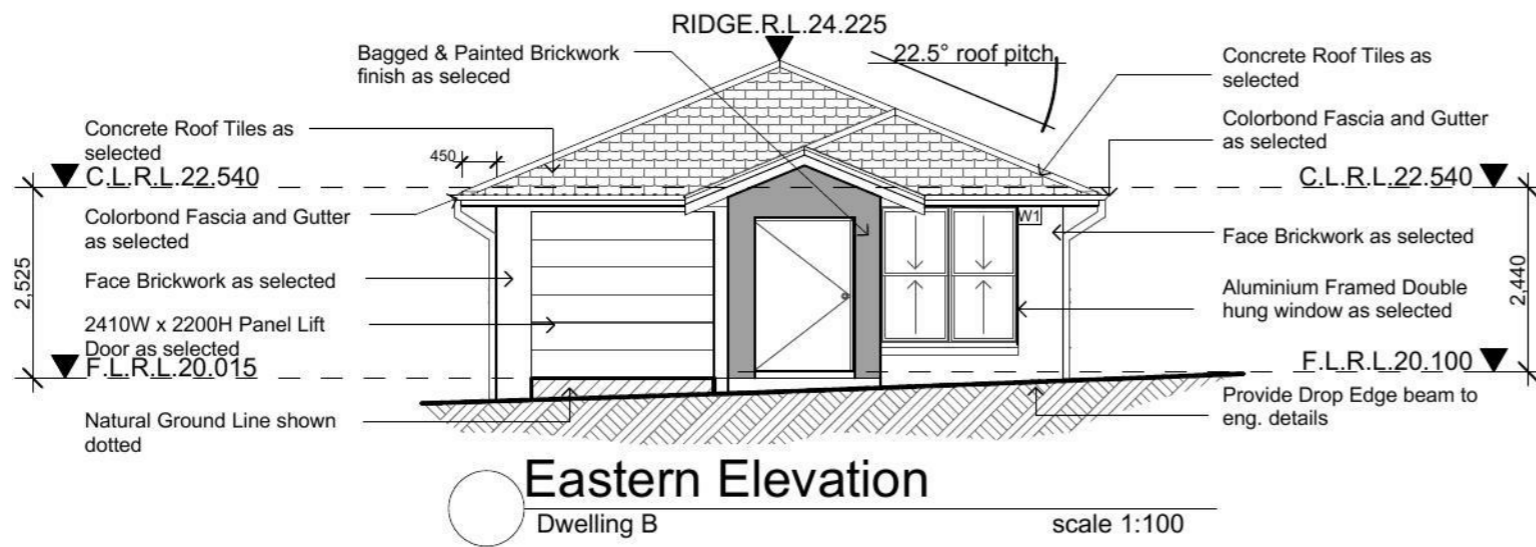 RIDGE.R.L.24.225
Bagged & Painted Brickwork
finish as seleced
22.5° roof pitch
Concrete Roof Tiles as
selected
Colorbond Fascia and Gutter
as selected
Concrete Roof Tiles as
selected
450
C.L.R.L.22.540
C.L.R.L.22.540
Colorbond Fascia and Gutter
as selected
W1
Face Brickwork as selected
Face Brickwork as selected
2,525
2,440
Aluminium Framed Double
hung window as selected
2410W x 2200H Panel Lift
Door as selected
F.L.R.L.20.015
F.L.R.L.20.100
Provide Drop Edge beam to
eng. details
Natural Ground Line shown
dotted
Eastern Elevation
Dwelling B
scale 1:100